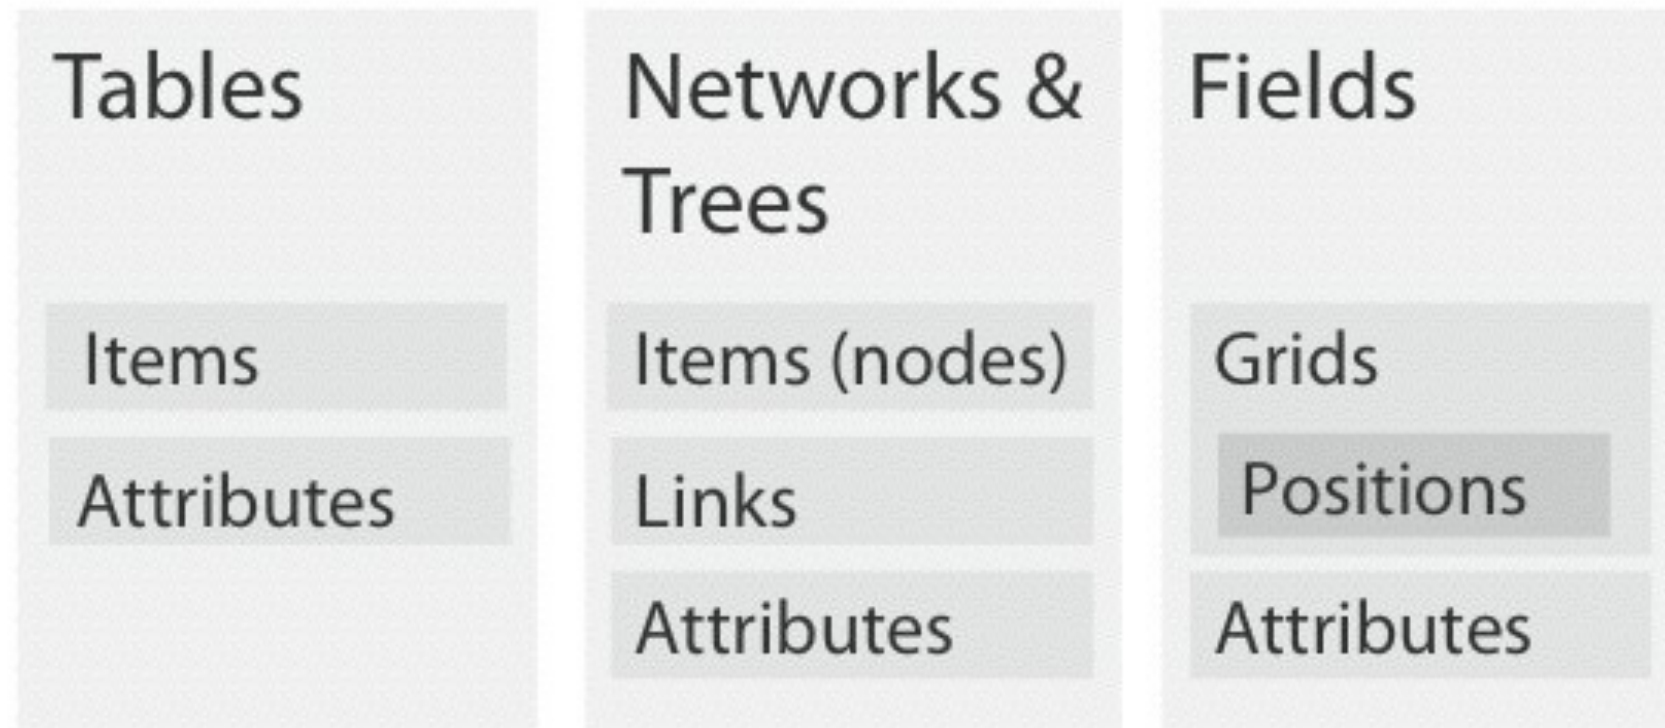 Tables
Items
Attributes
Networks &
Trees
Items (nodes)
Links
Attributes
Fields
Grids
Positions
Attributes